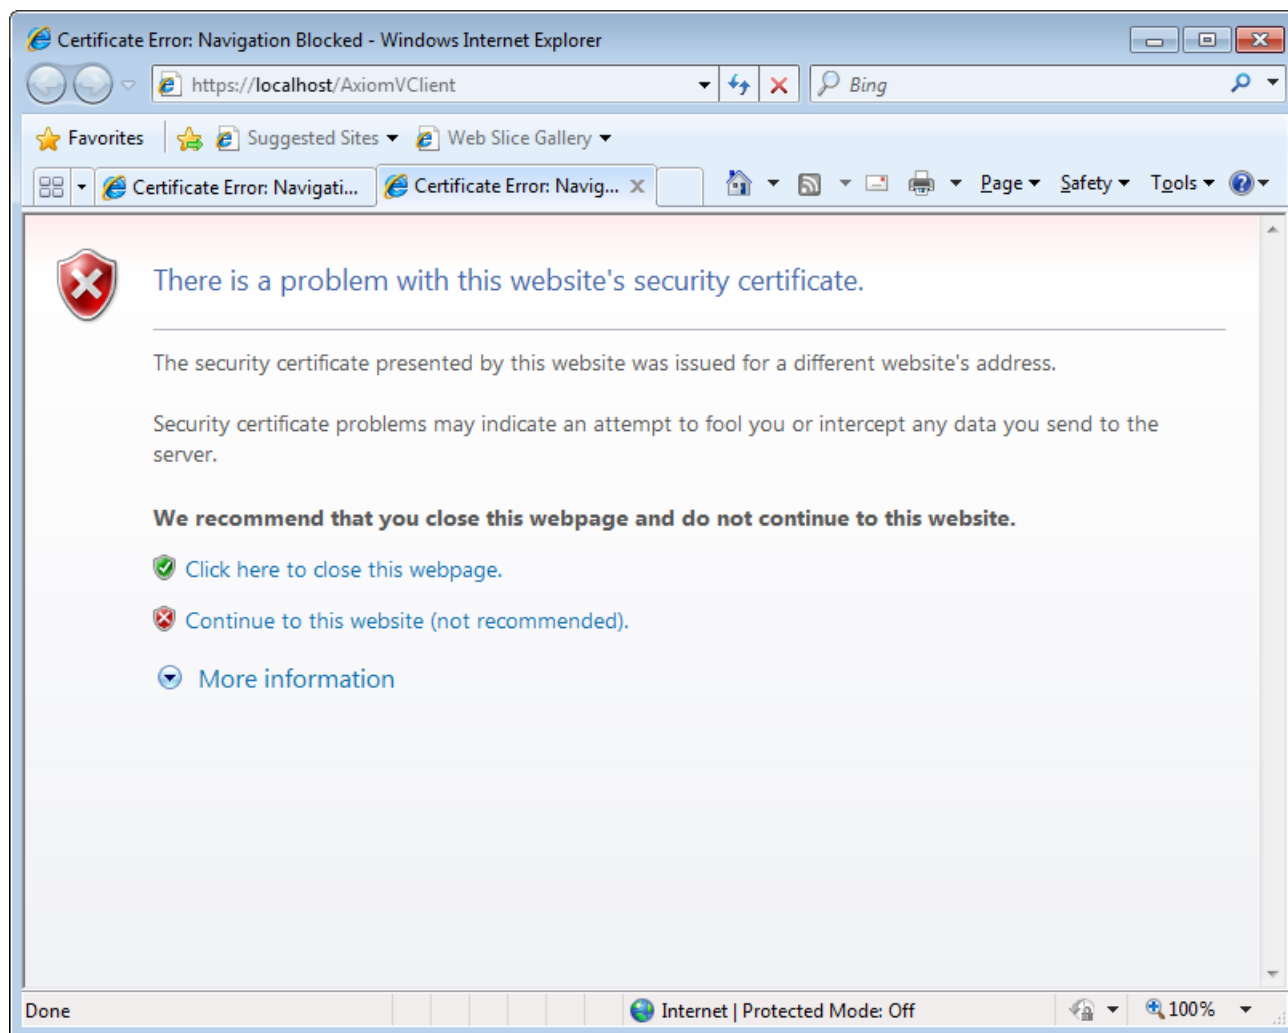 Certificate Error: Navigation Blocked - Windows Internet Explorer
https://localhost/AxiomVClient
Bing
Favorites
Suggested Sites
Web Slice Gallery
Certificate Error: Navigati...
Certificate Error: Navig...
Page
Safety
Tools
There is a problem with this website's security certificate.
The security certificate presented by this website was issued for a different website's address.
Security certificate problems may indicate an attempt to fool you or intercept any data you send to the
server.
We recommend that you close this webpage and do not continue to this website.
Click here to close this webpage.
Continue to this website (not recommended).
More information
Done
Internet | Protected Mode: Off
100%